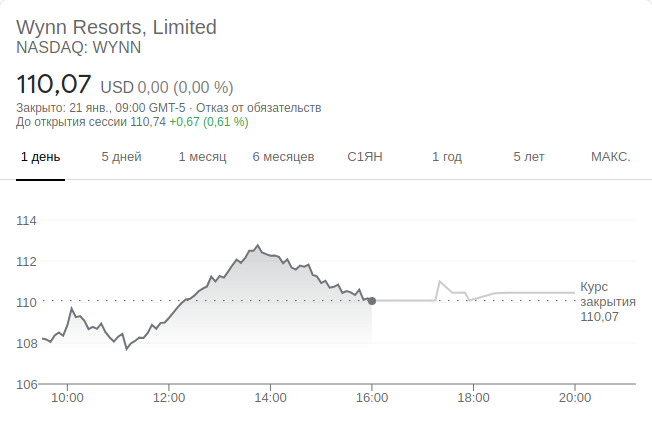 Wynn Resorts, Limited
NASDAQ: WYNN
110,07 USD 0,00 (0,00 %)
Закрыто: 21 янв., 09:00 GMT-5 · Отказ от обязательств
До открытия сессии 110,74 +0,67 (0,61 %)
1 день 5 дней 1 месяц 6 месяцев С1ЯН 1 год 5 лет МАКС.
114
112
110
108
106
Курс
закрытия
110,07
10:00 12:00 14:00 16:00 18:00 20:00